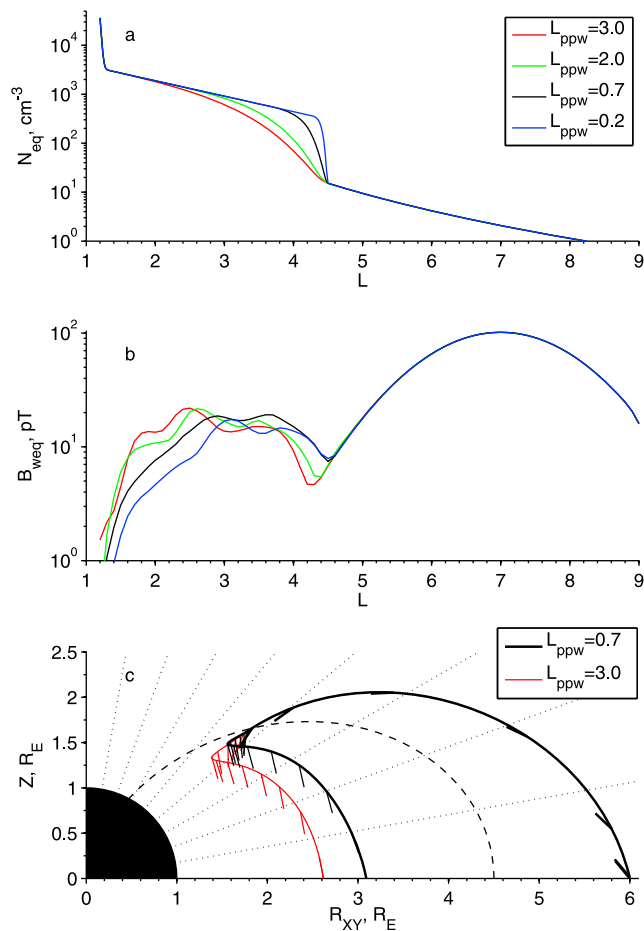 a
10^4
10^3
10^2
10^1
10^0
N_eq, cm^-3
L_ppw=3.0
L_ppw=2.0
L_ppw=0.7
L_ppw=0.2
1 2 3 4 5 6 7 8 9
L
b
10^2
10^1
10^0
B_weq, pT
1 2 3 4 5 6 7 8 9
L
c
2.5
2
1.5
1
0.5
0
Z, R_E
L_ppw=0.7
L_ppw=3.0
0 1 2 3 4 5 6
R_XY, R_E